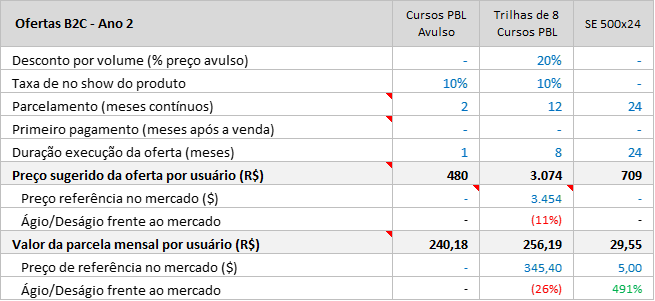 Ofertas B2C - Ano 2 Cursos PBL Avulso Trilhas de 8 Cursos PBL SE 500x24
Desconto por volume (% preço avulso) - 20% -
Taxa de no show do produto 10% 10% -
Parcelamento (meses contínuos) 2 12 24
Primeiro pagamento (meses após a venda) - - -
Duração execução da oferta (meses) 1 8 24
Preço sugerido da oferta por usuário (R$) 480 3.074 709
Preço referência no mercado ($) - 3.454 -
Ágio/Deságio frente ao mercado - (11%) -
Valor da parcela mensal por usuário (R$) 240,18 256,19 29,55
Preço de referência no mercado ($) - 345,40 5,00
Ágio/Deságio frente ao mercado - (26%) 491%